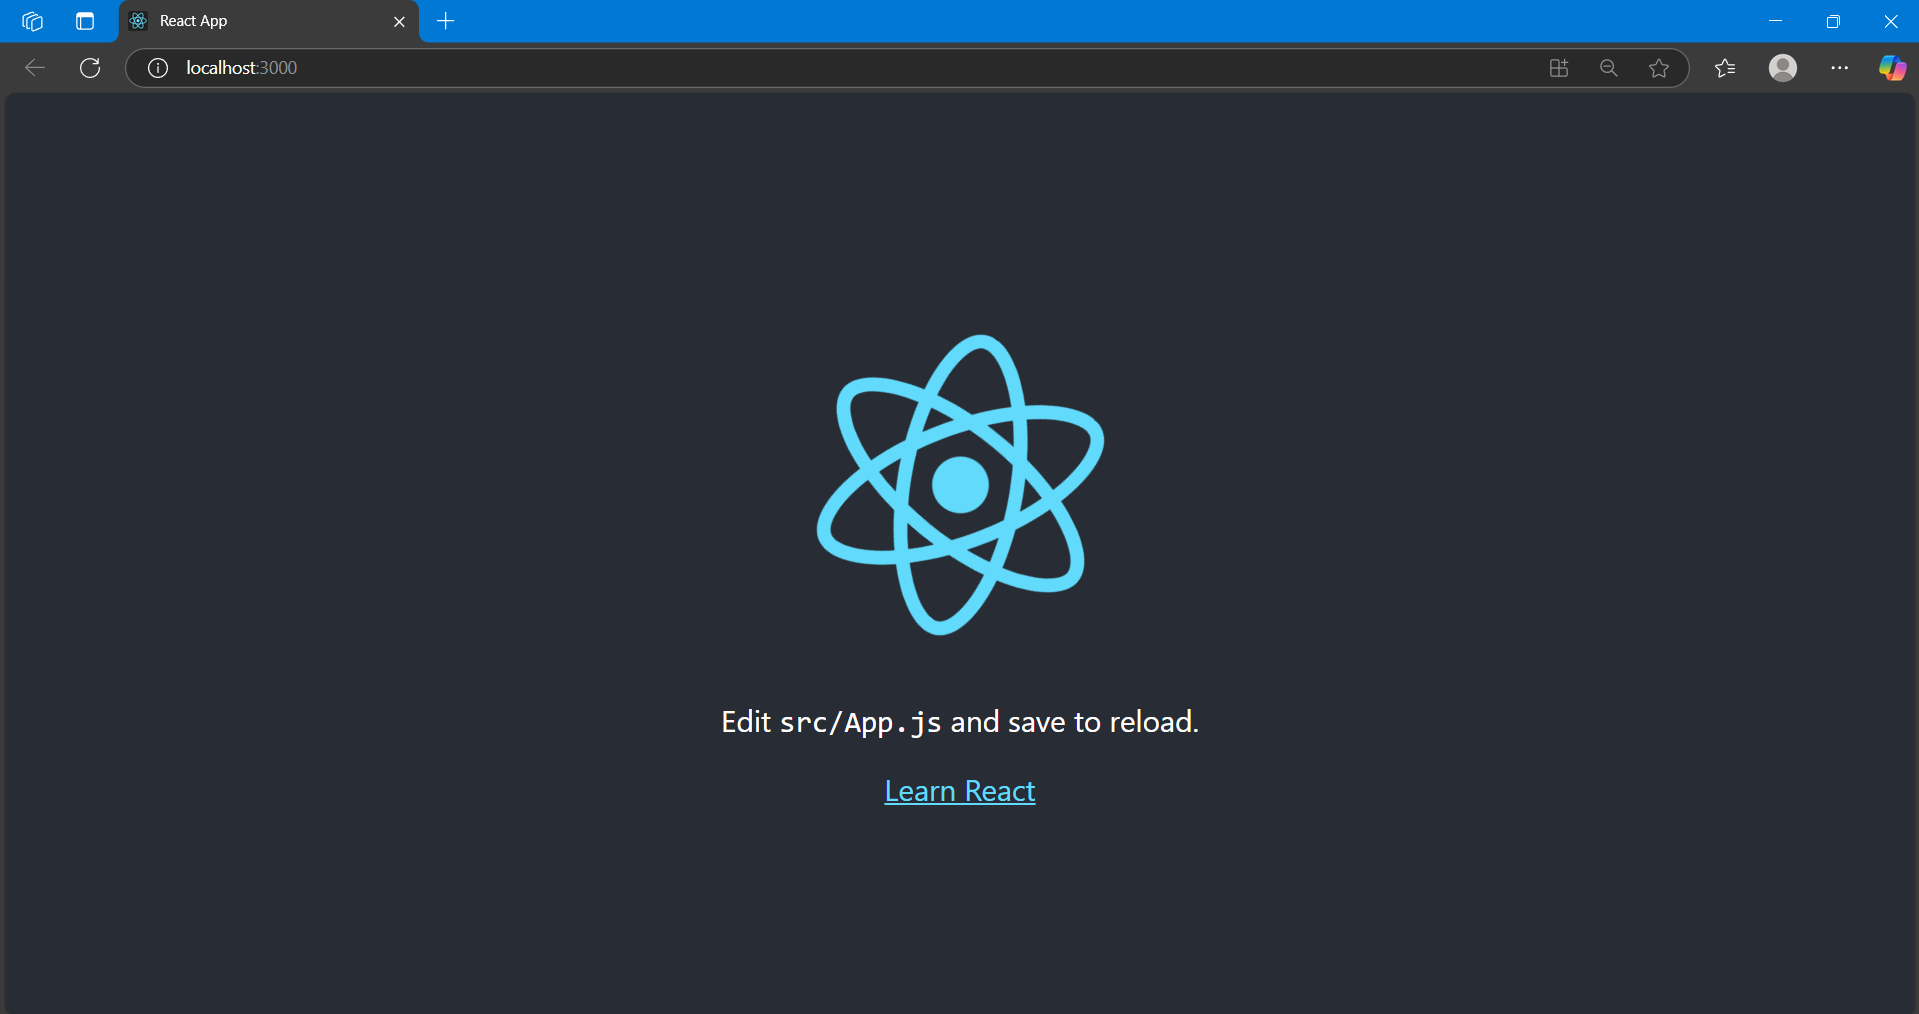 React App
localhost:3000
Edit src/App.js and save to reload.
Learn React